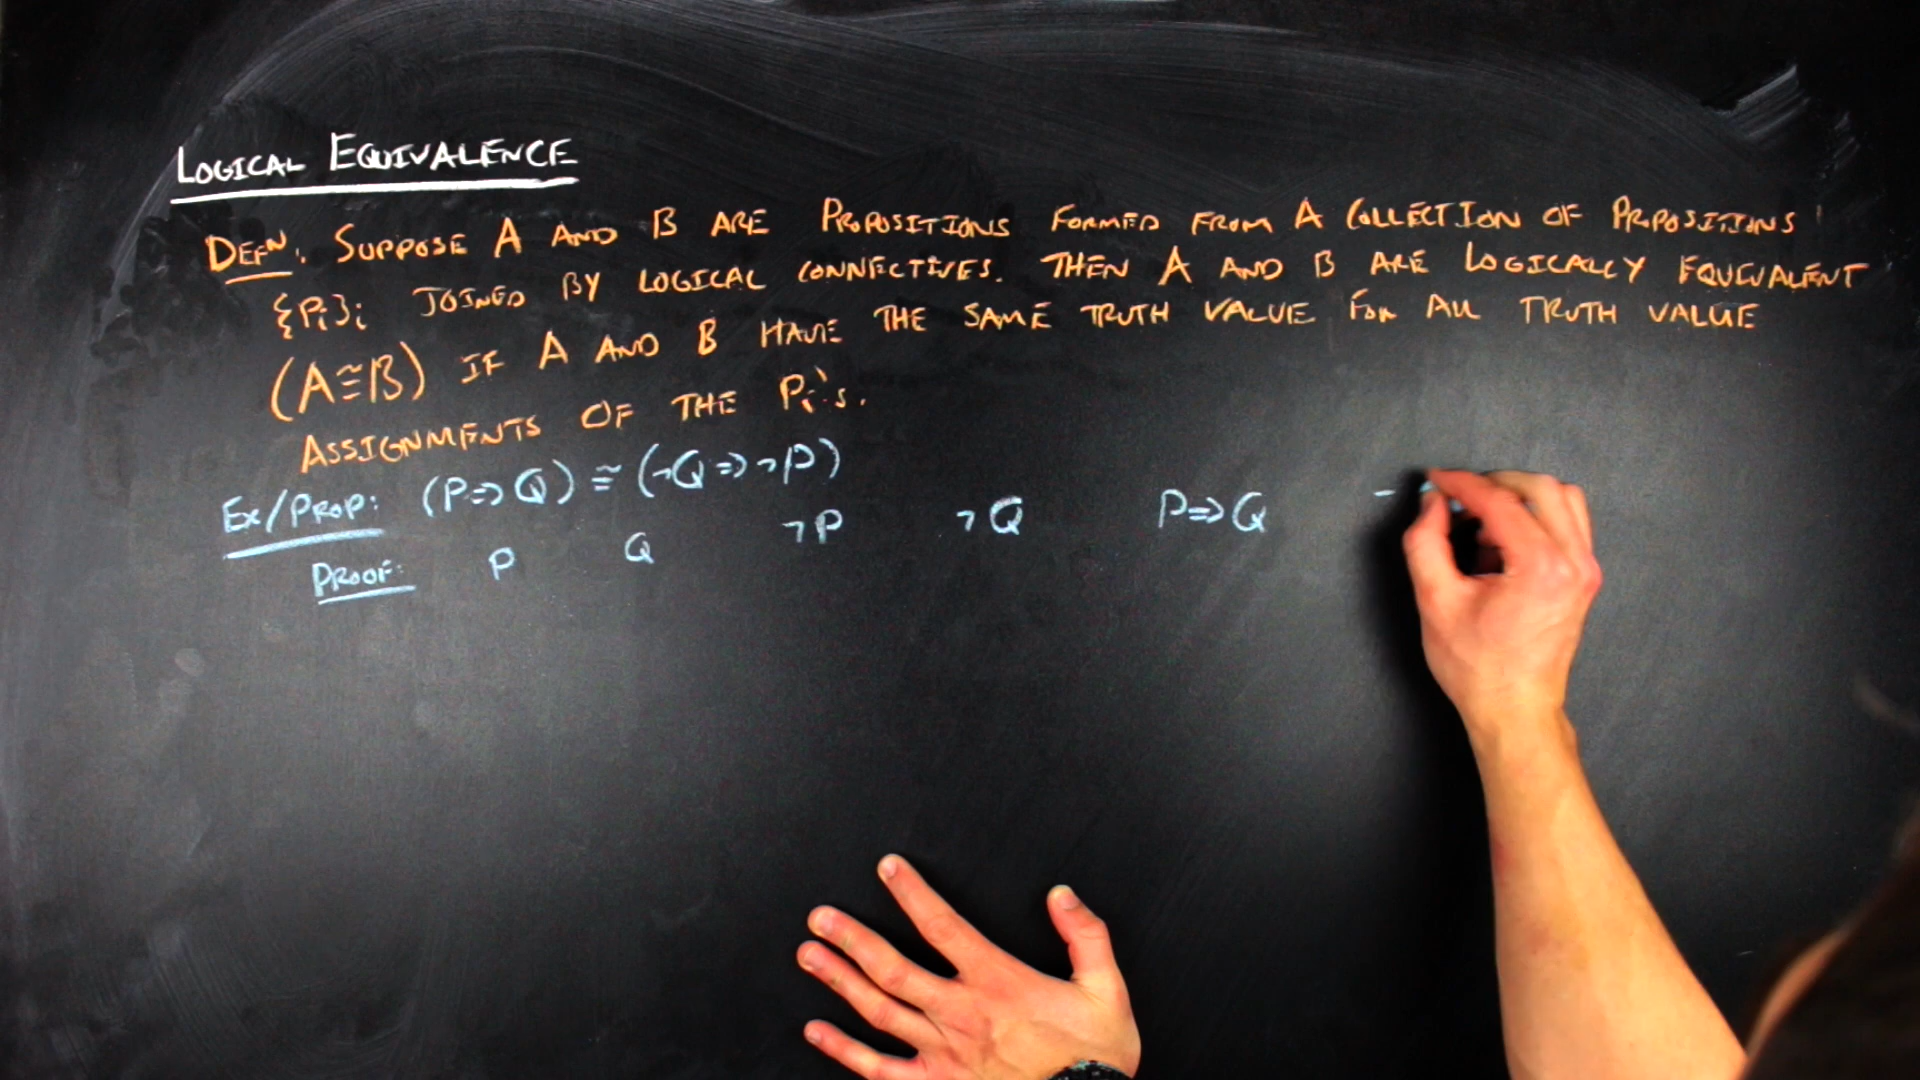 LOGICAL EQUIVALENCE
DEFN. SUPPOSE A AND B ARE PROPOSITIONS FORMED FROM A COLLECTION OF PROPOSITIONS
{Pi}i JOINED BY LOGICAL CONNECTIVES. THEN A AND B ARE LOGICALLY EQUIVALENT
(A≅B) IF A AND B HAVE THE SAME TRUTH VALUE FOR ALL TRUTH VALUE
ASSIGNMENTS OF THE Pi's.
EX/PROP: (P⇒Q) ≅ (¬Q⇒¬P)
PROOF: P Q ¬P ¬Q P⇒Q